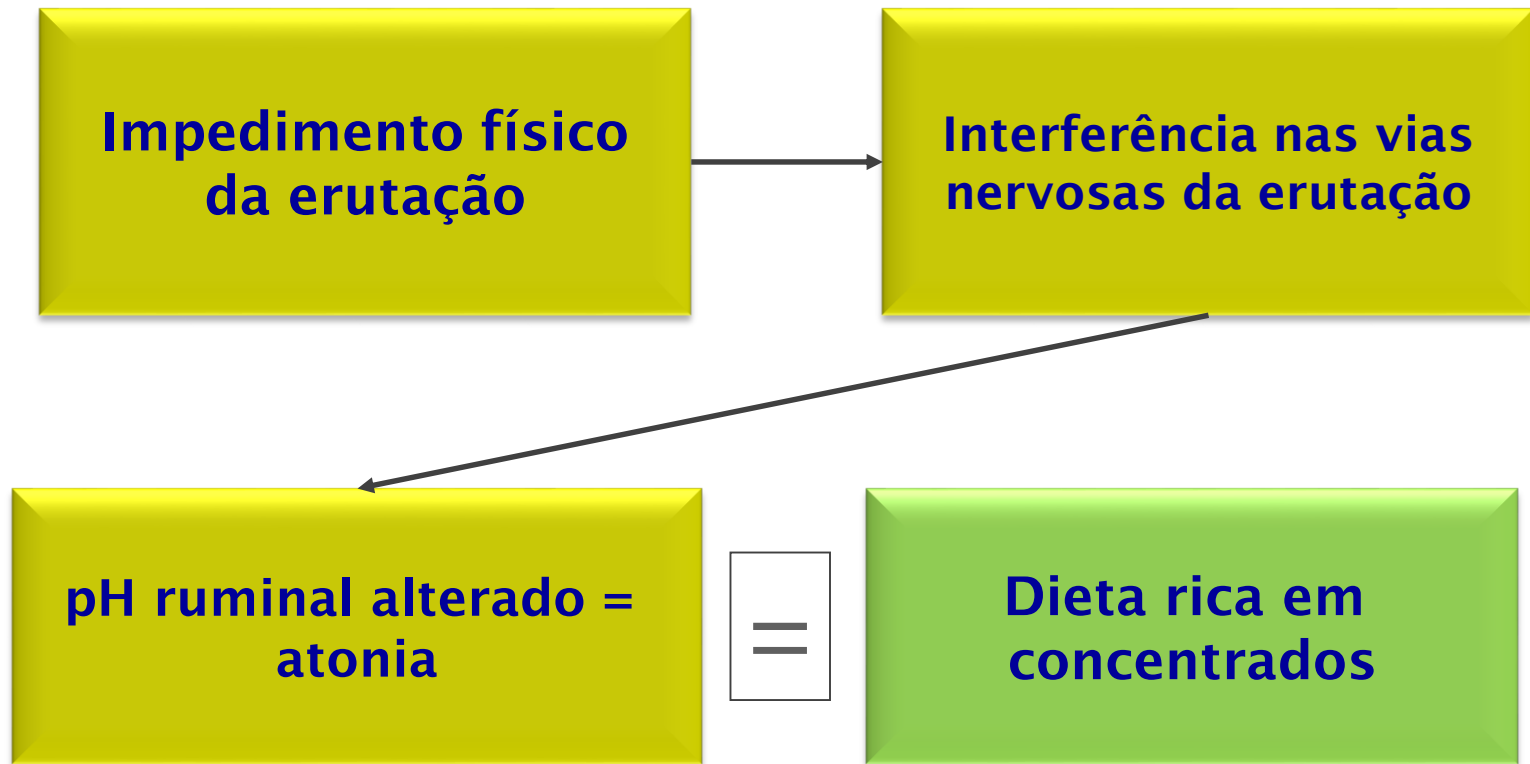 Impedimento físico
da erutação
Interferência nas vias
nervosas da erutação
pH ruminal alterado =
atonia
=
Dieta rica em
concentrados